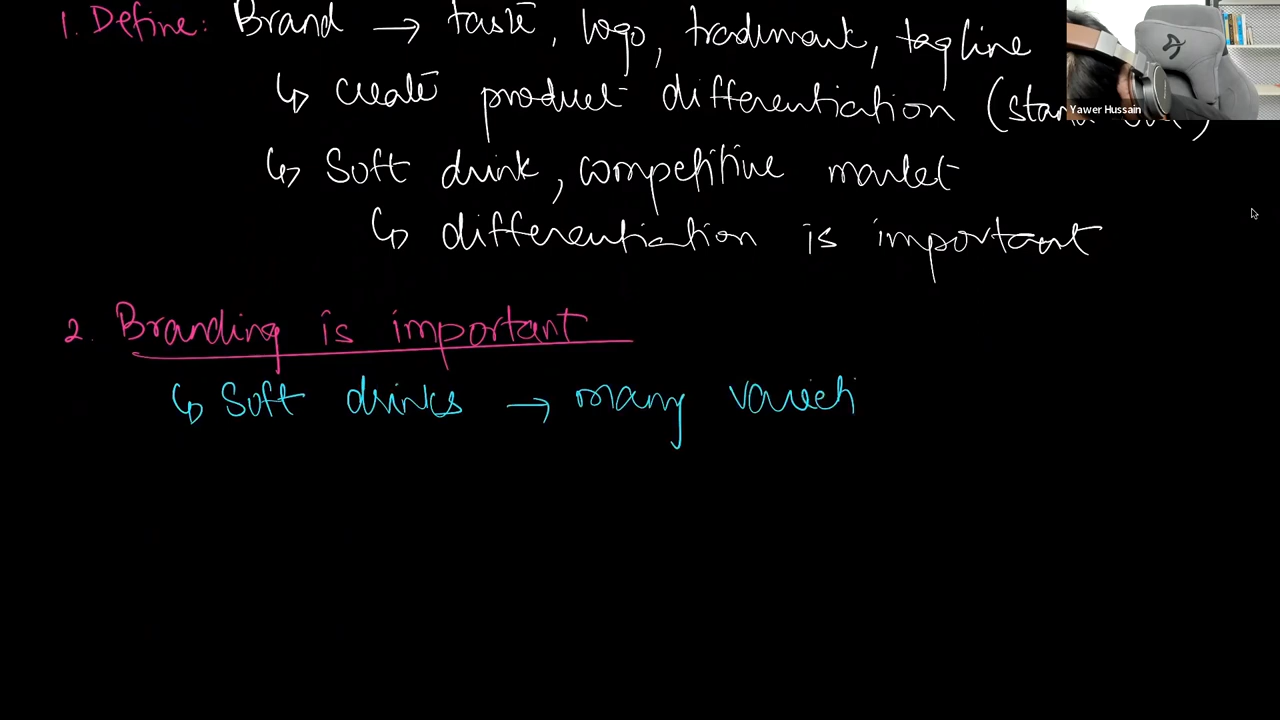 1. Define: Brand → taste, logo, trademark, tagline
Yawer Hussain
↳ create product differentiation (stand
↳ Soft drink, competitive market
↳ differentiation is important
2. Branding is important
↳ Soft drinks → many varieti